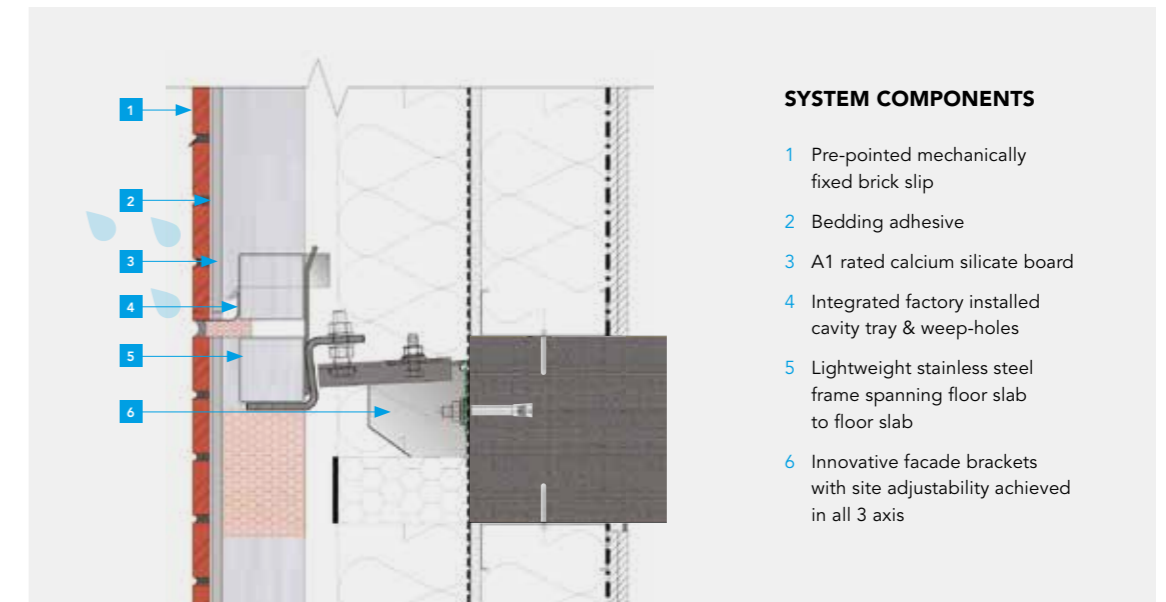 1
2
3
4
5
6
SYSTEM COMPONENTS
1 Pre-pointed mechanically
fixed brick slip
2 Bedding adhesive
3 A1 rated calcium silicate board
4 Integrated factory installed
cavity tray & weep-holes
5 Lightweight stainless steel
frame spanning floor slab
to floor slab
6 Innovative facade brackets
with site adjustability achieved
in all 3 axis